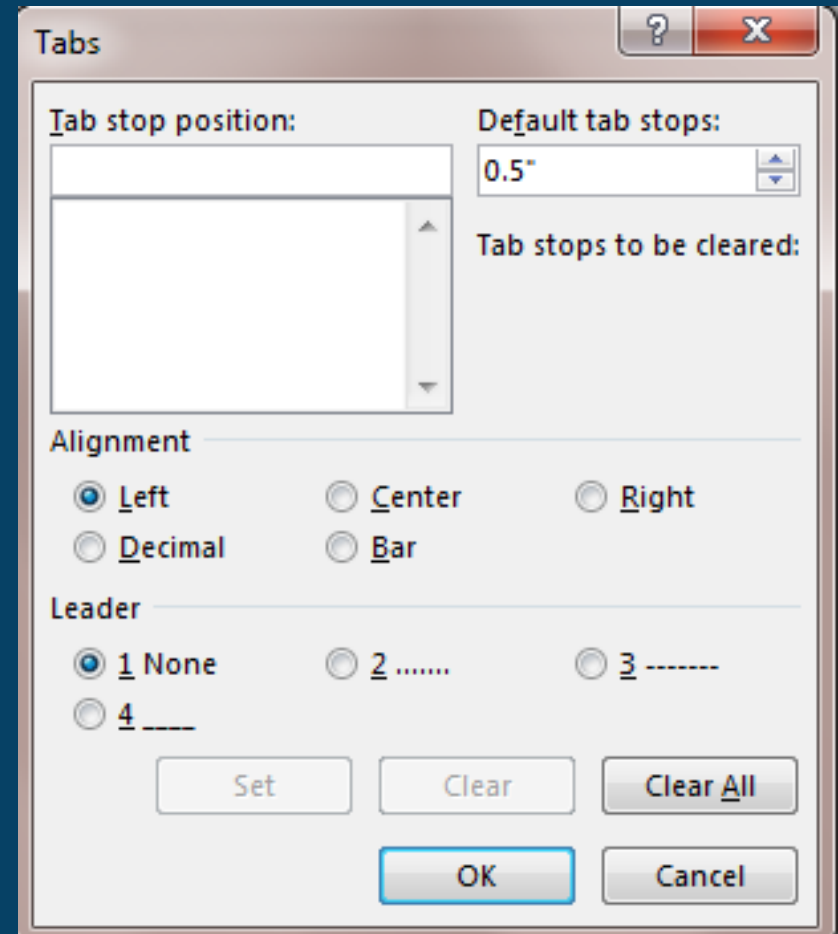 Tabs
Tab stop position:
Default tab stops:
0.5"
Tab stops to be cleared:
Alignment
Left Center Right
Decimal Bar
Leader
1 None 2 ....... 3 -------
4 ____
Set Clear Clear All
OK Cancel